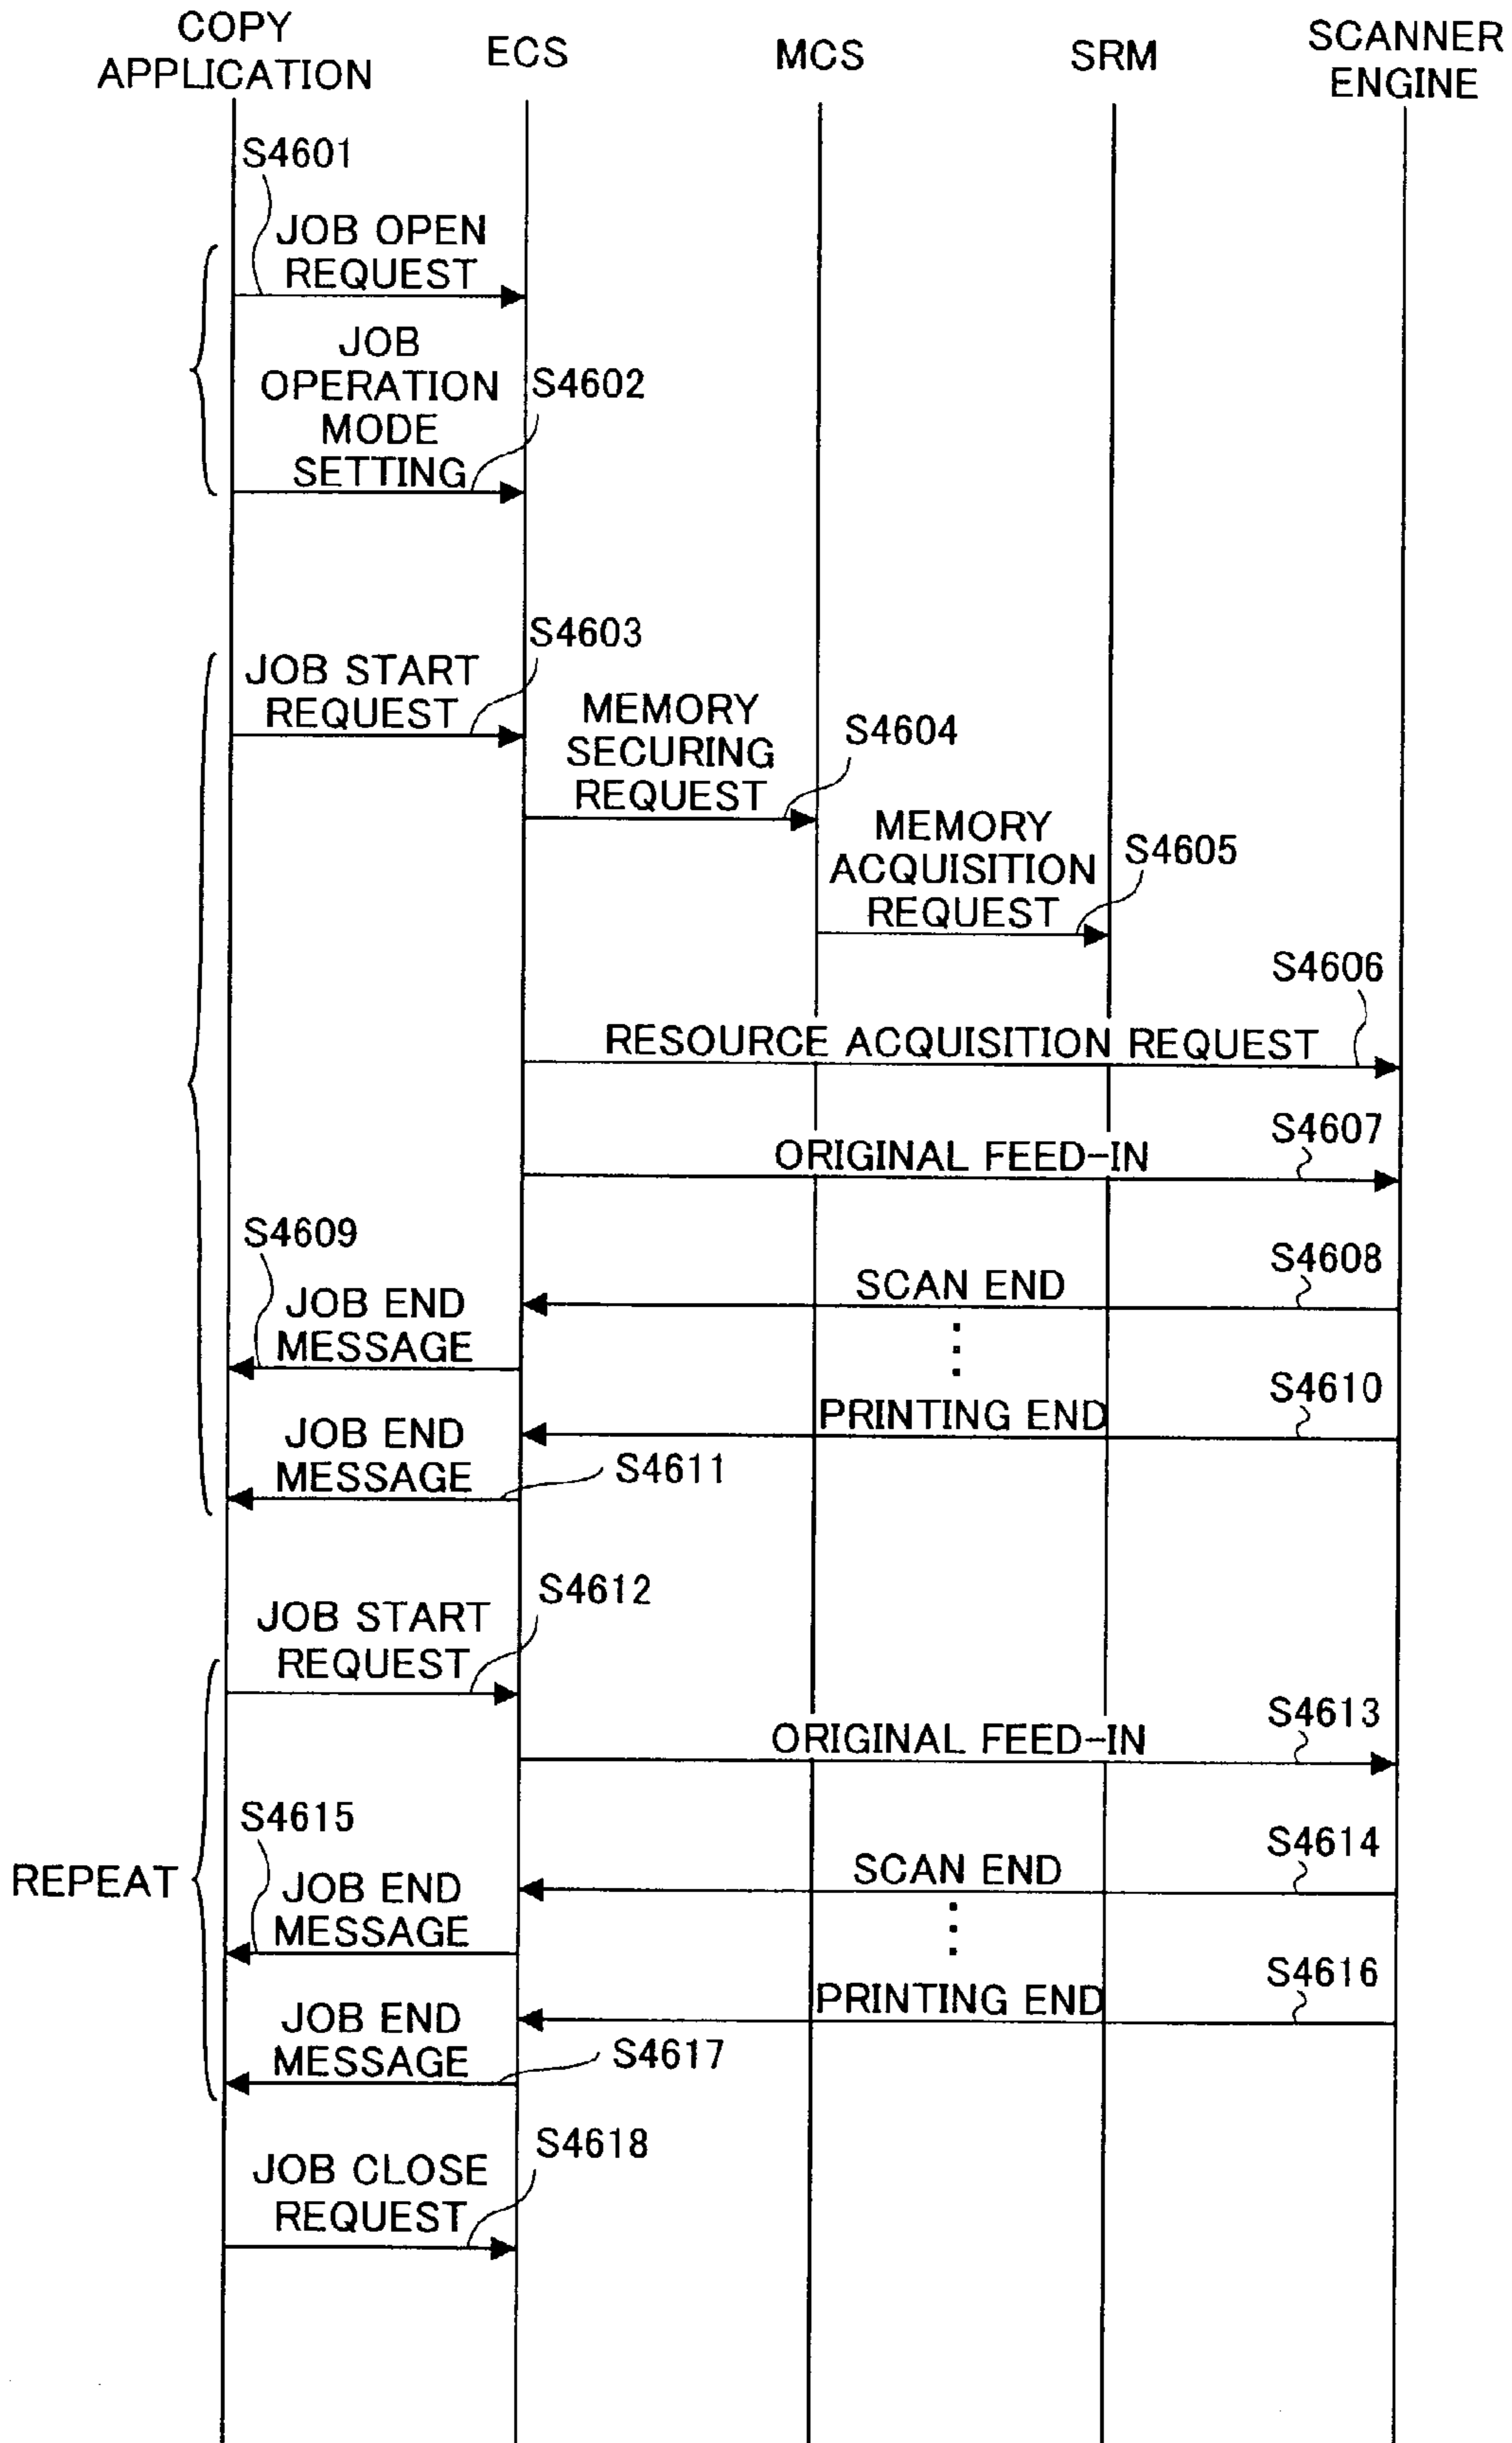 COPY
APPLICATION
ECS
MCS
SRM
SCANNER
ENGINE
S4601
JOB OPEN
REQUEST
JOB
OPERATION
MODE
SETTING
S4602
S4603
JOB START
REQUEST
MEMORY
SECURING
REQUEST
S4604
MEMORY
ACQUISITION
REQUEST
S4605
S4606
RESOURCE ACQUISITION REQUEST
S4607
ORIGINAL FEED-IN
S4609
S4608
SCAN END
JOB END
MESSAGE
S4610
PRINTING END
JOB END
MESSAGE
S4611
S4612
JOB START
REQUEST
S4613
ORIGINAL FEED-IN
S4615
S4614
SCAN END
REPEAT
JOB END
MESSAGE
S4616
PRINTING END
JOB END
MESSAGE
S4617
S4618
JOB CLOSE
REQUEST